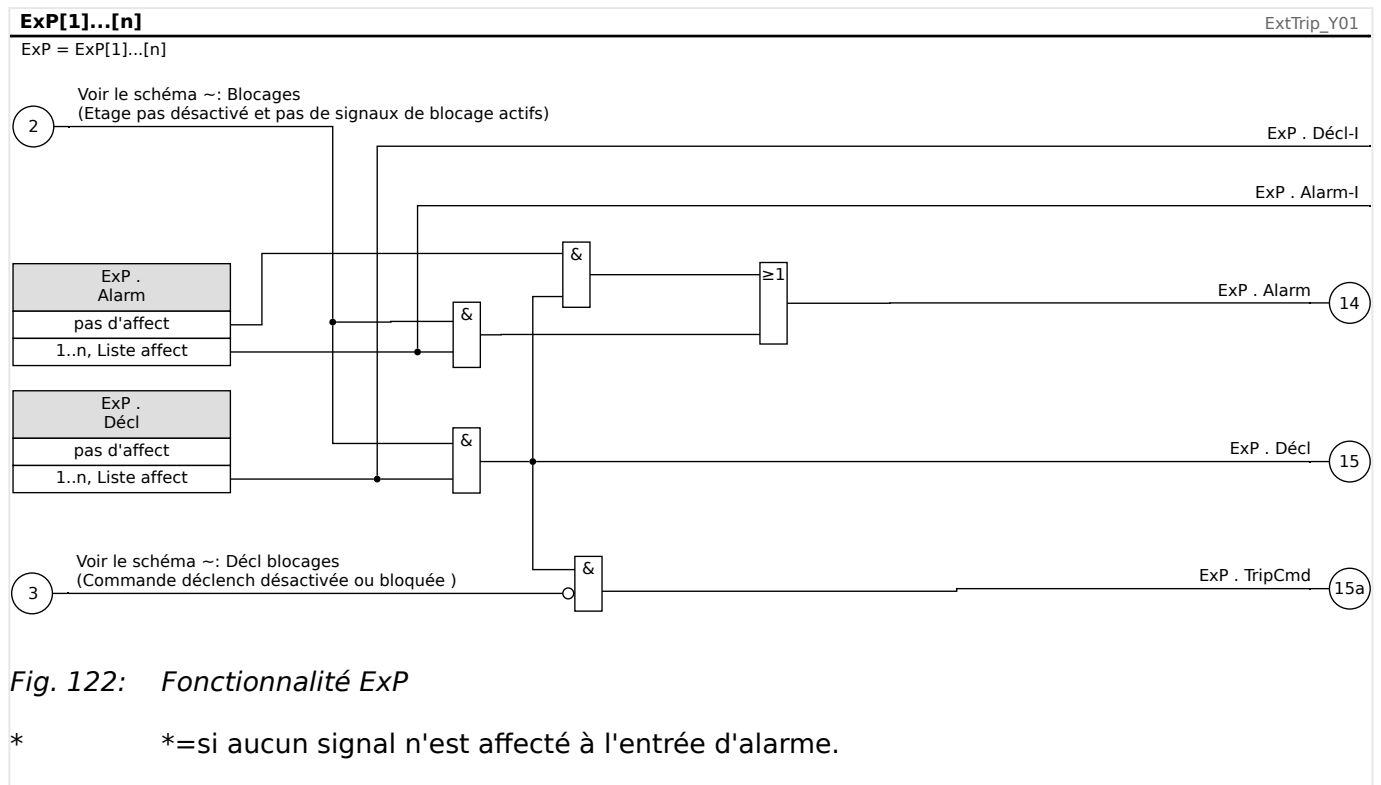 ExP[1]...[n]
ExtTrip_Y01
ExP = ExP[1]...[n]
Voir le schéma ~: Blocages
(Etage pas désactivé et pas de signaux de blocage actifs)
2
ExP . Décl-I
ExP . Alarm-I
&
≥1
ExP .
Alarm
pas d'affect
1..n, Liste affect
&
ExP . Alarm
14
ExP .
Décl
pas d'affect
1..n, Liste affect
&
ExP . Décl
15
Voir le schéma ~: Décl blocages
(Commande déclench désactivée ou bloquée )
3
&
ExP . TripCmd
15a
Fig. 122: Fonctionnalité ExP
* *=si aucun signal n'est affecté à l'entrée d'alarme.